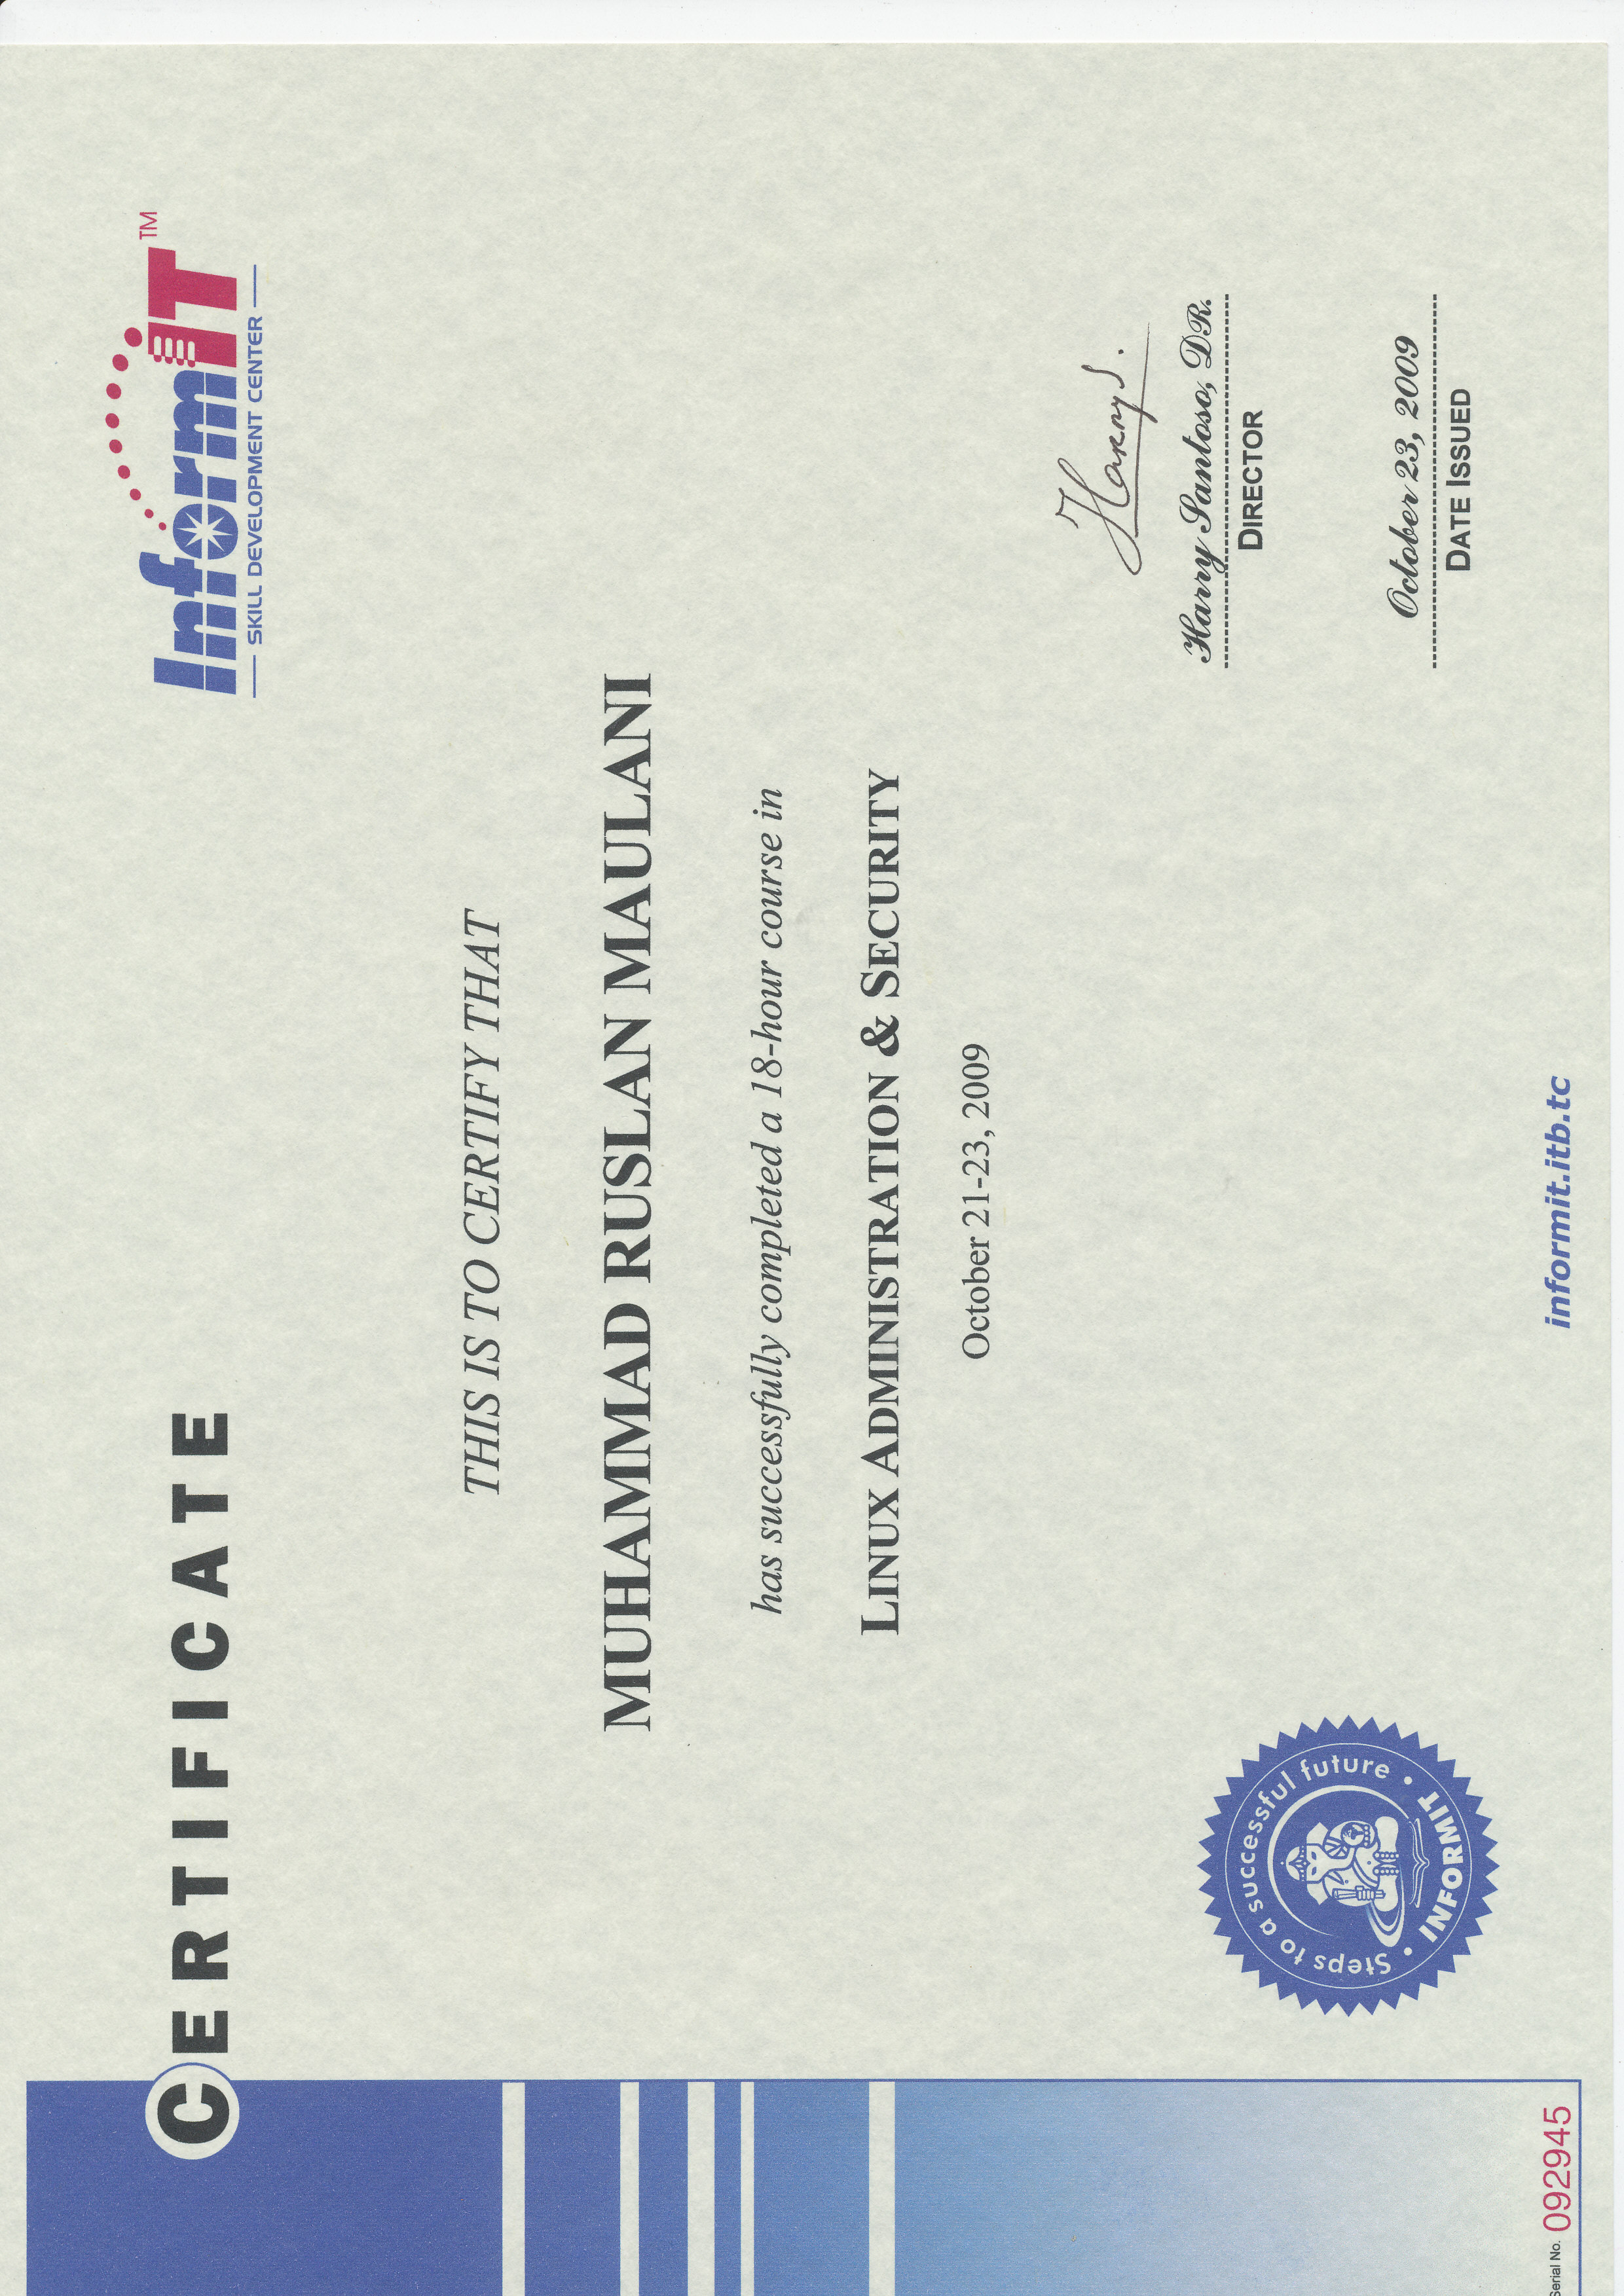 CERTIFICATE
InformIT TM
SKILL DEVELOPMENT CENTER
THIS IS TO CERTIFY THAT
MUHAMMAD RUSLAN MAULANI
has successfully completed a 18-hour course in
LINUX ADMINISTRATION & SECURITY
October 21-23, 2009
Harry S.
Harry Santoso, DR.
DIRECTOR
October 23, 2009
DATE ISSUED
Steps to a successful future • INFORMIT •
Serial No. 092945
informit.itb.tc